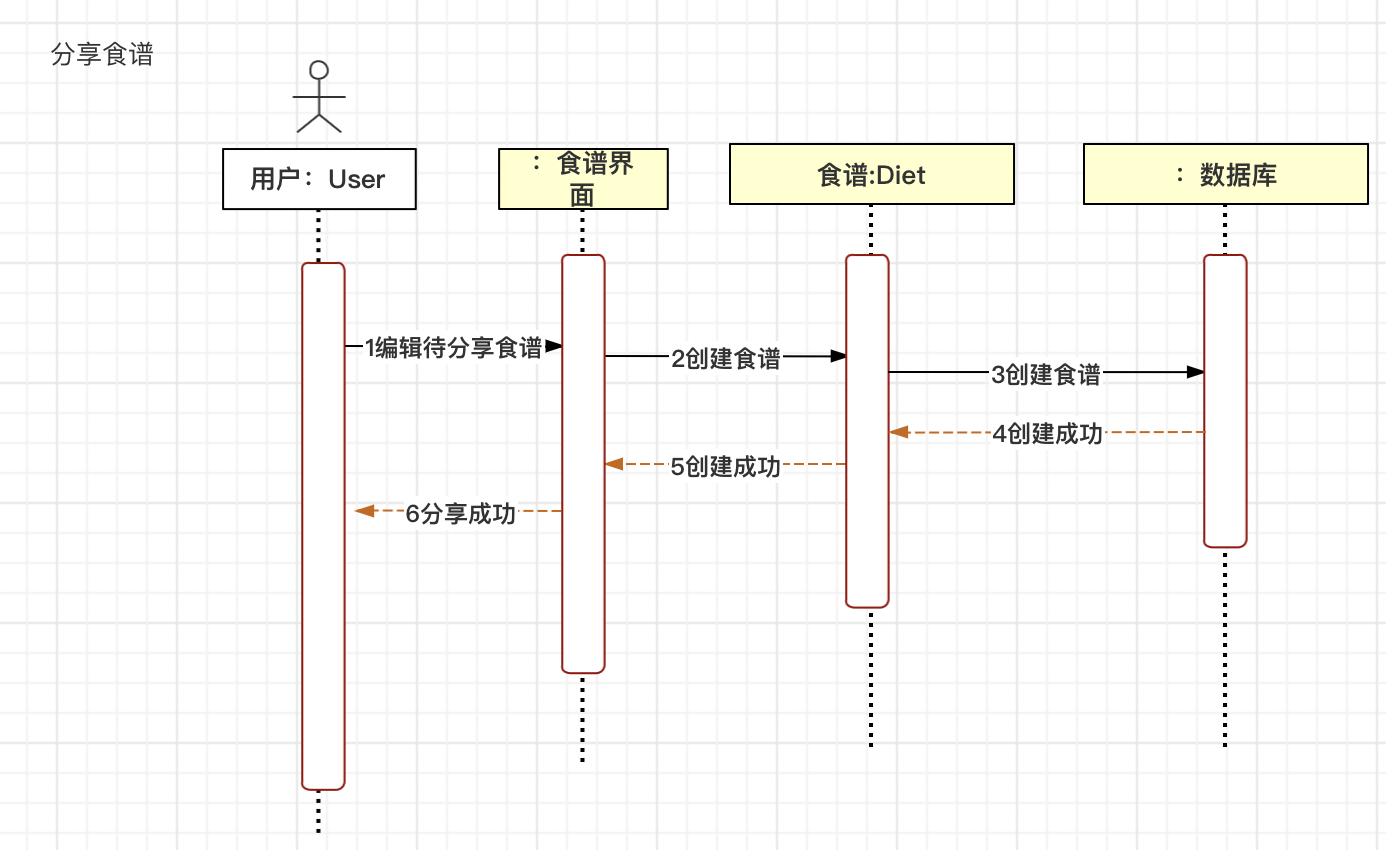 分享食谱
用户：User
：食谱界
面
食谱:Diet
：数据库
1编辑待分享食谱
2创建食谱
3创建食谱
4创建成功
5创建成功
6分享成功